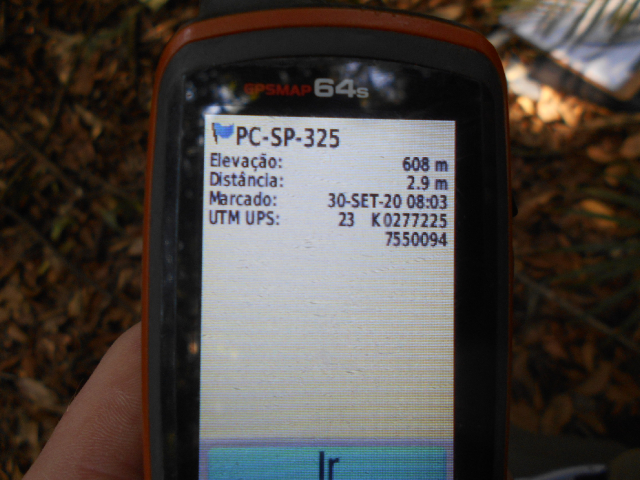 GPSMAP 64s
PC-SP-325
Elevação: 608 m
Distância: 2.9 m
Marcado: 30-SET-20 08:03
UTM UPS: 23 K 0277225
7550094
Ir